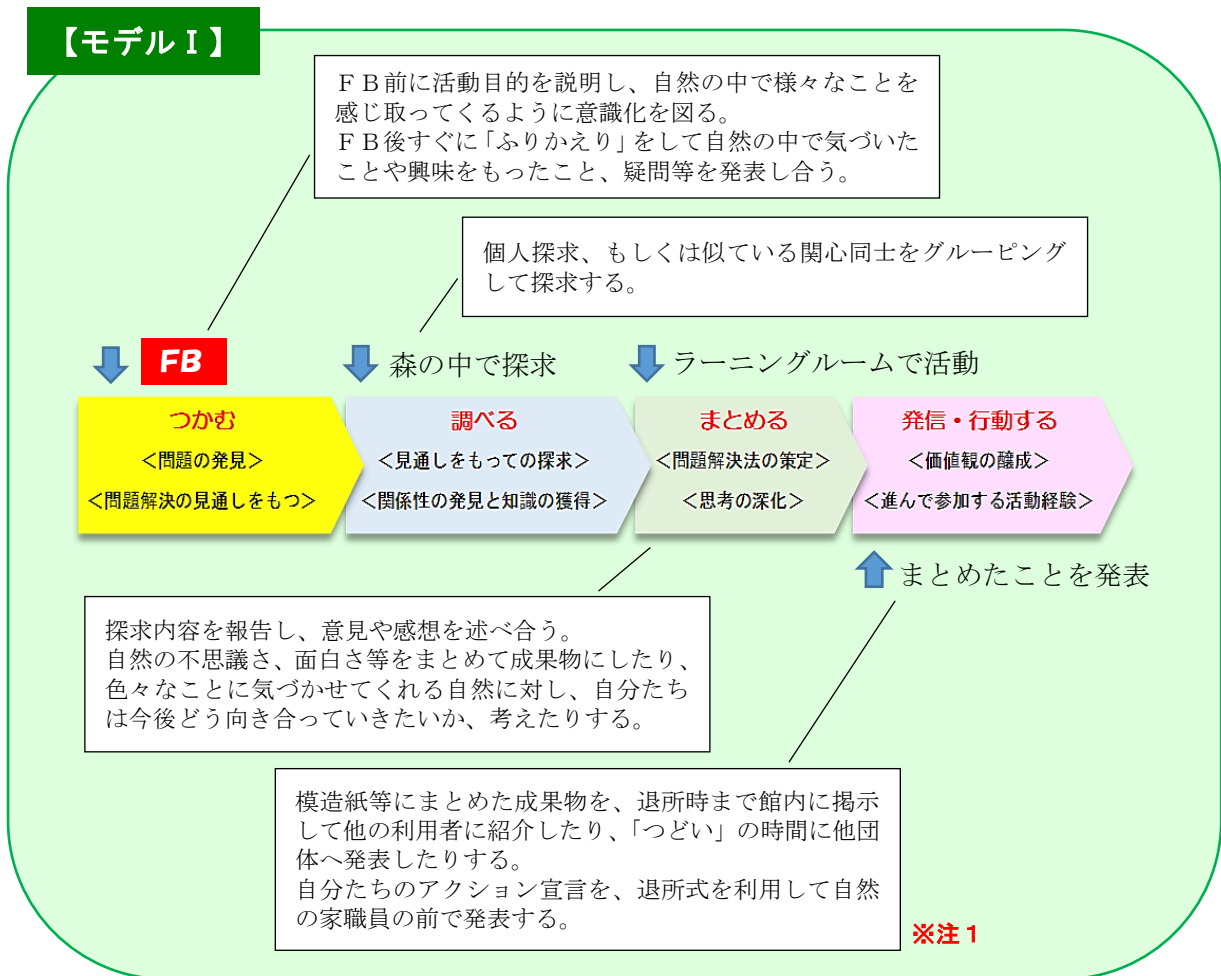 【モデルⅠ】
ＦＢ前に活動目的を説明し、自然の中で様々なことを
感じ取ってくるように意識化を図る。
ＦＢ後すぐに「ふりかえり」をして自然の中で気づいた
ことや興味をもったこと、疑問等を発表し合う。
個人探求、もしくは似ている関心同士をグルーピング
して探求する。
FB
森の中で探求
ラーニングルームで活動
つかむ
＜問題の発見＞
＜問題解決の見通しをもつ＞
調べる
＜見通しをもっての探求＞
＜関係性の発見と知識の獲得＞
まとめる
＜問題解決法の策定＞
＜思考の深化＞
発信・行動する
＜価値観の醸成＞
＜進んで参加する活動経験＞
まとめたことを発表
探求内容を報告し、意見や感想を述べ合う。
自然の不思議さ、面白さ等をまとめて成果物にしたり、
色々なことに気づかせてくれる自然に対し、自分たち
は今後どう向き合っていきたいか、考えたりする。
模造紙等にまとめた成果物を、退所時まで館内に掲示
して他の利用者に紹介したり、「つどい」の時間に他団
体へ発表したりする。
自分たちのアクション宣言を、退所式を利用して自然
の家職員の前で発表する。
※注１